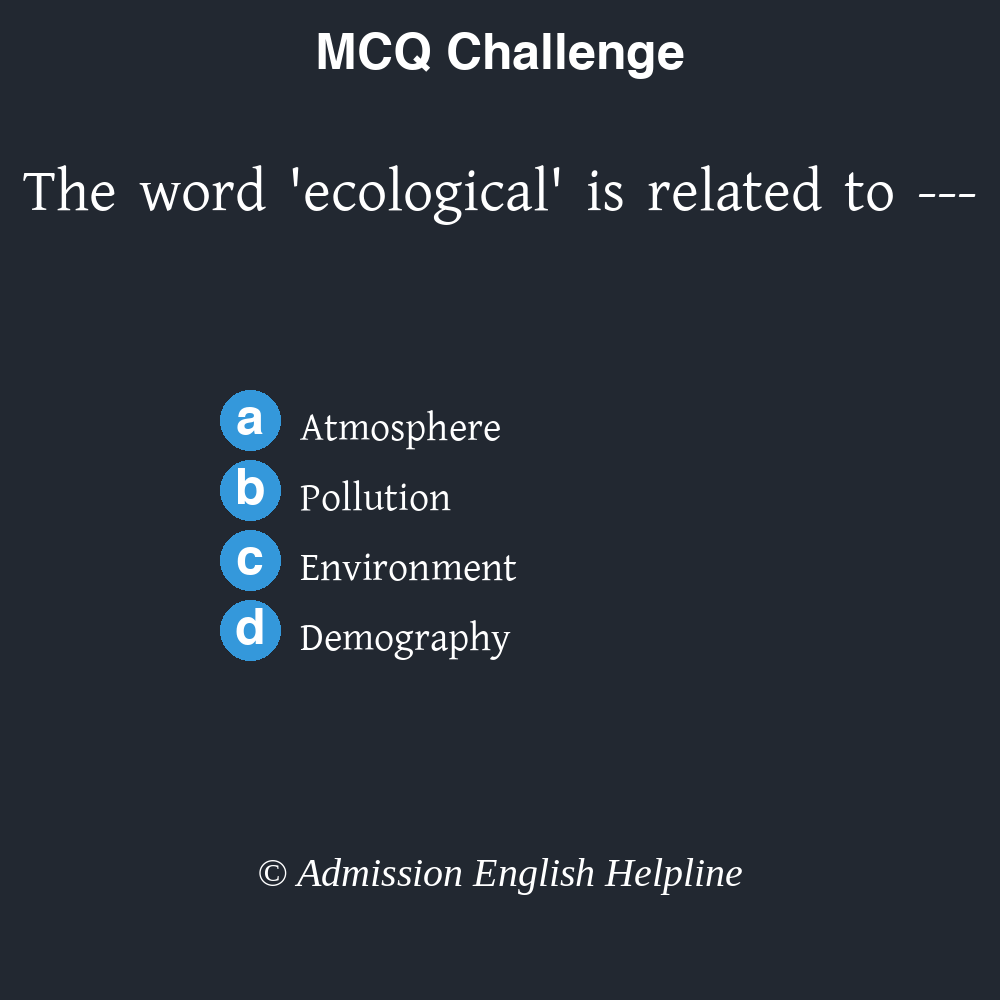 MCQ Challenge
The word 'ecological' is related to ---
a Atmosphere
b Pollution
c Environment
d Demography
© Admission English Helpline